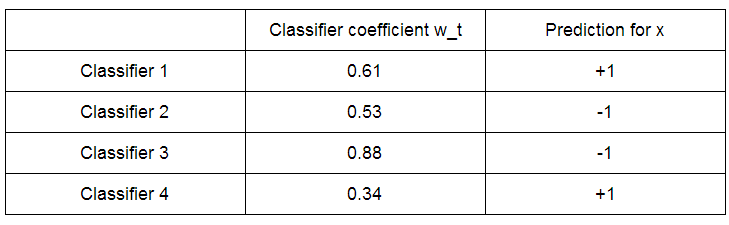 Classifier coefficient w_t Prediction for x
Classifier 1 0.61 +1
Classifier 2 0.53 -1
Classifier 3 0.88 -1
Classifier 4 0.34 +1